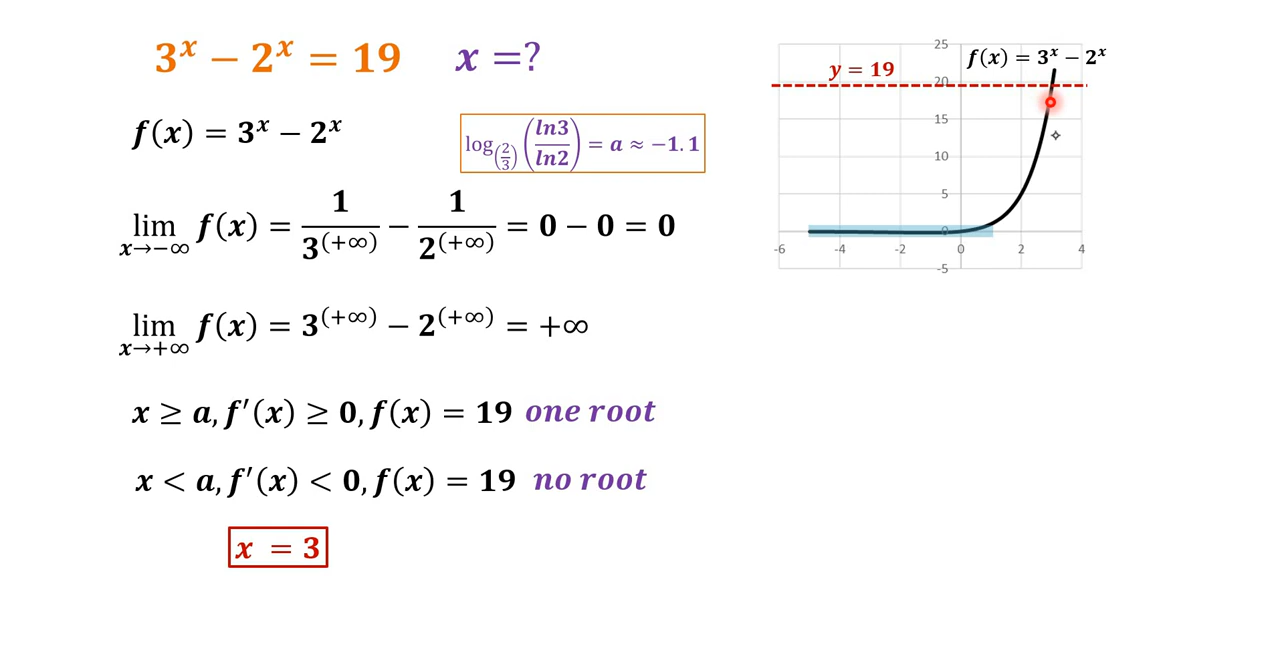 3^x − 2^x = 19 x =?
f(x) = 3^x − 2^x
log_(2/3) (ln3/ln2) = a ≈ −1.1
lim_{x→−∞} f(x) = 1/3^(+∞) − 1/2^(+∞) = 0 − 0 = 0
lim_{x→+∞} f(x) = 3^(+∞) − 2^(+∞) = +∞
x ≥ a, f′(x) ≥ 0, f(x) = 19 one root
x < a, f′(x) < 0, f(x) = 19 no root
x = 3
25
f(x) = 3^x − 2^x
y = 19
20
15
10
5
0
-6 -4 -2 0 2 4
-5